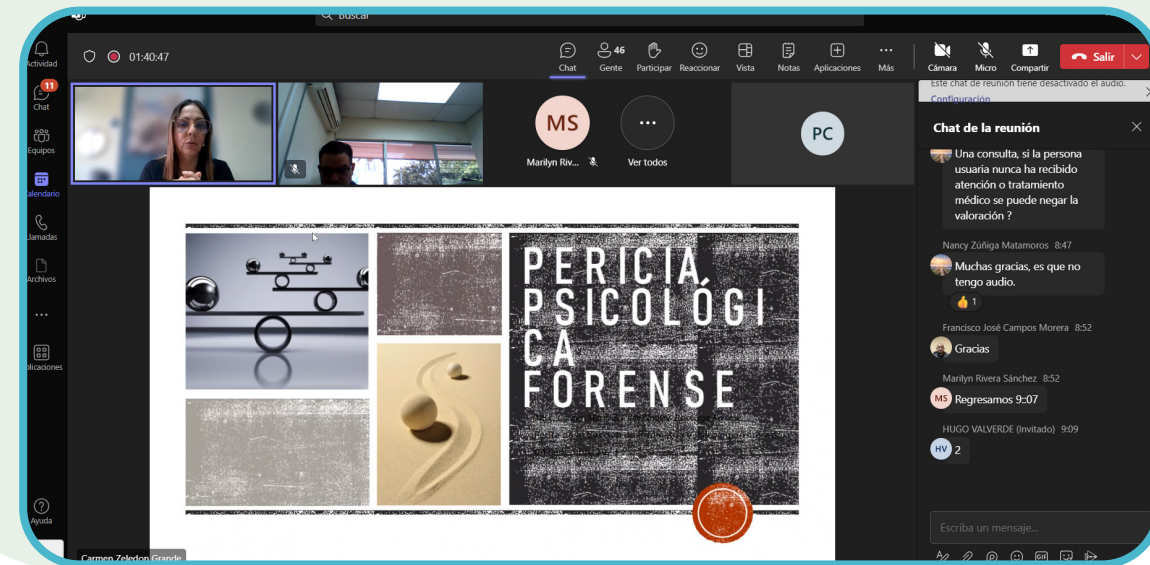 Buscar
Actividad
11
Chat
Equipos
Calendario
Llamadas
Archivos
...
Aplicaciones
Ayuda
01:40:47
Chat
46
Gente
Participar
Reaccionar
Vista
Notas
Aplicaciones
Más
Cámara
Micro
Compartir
Salir
MS
Marilyn Riv...
...
Ver todos
PC
PERICIA
PSICOLÓGI
CA
FORENSE
Carmen Zeledon Grande
Este chat de reunión tiene desactivado el audio.
Configuración
Chat de la reunión
Una consulta, si la persona
usuaria nunca ha recibido
atención o tratamiento
médico se puede negar la
valoración ?
Nancy Zúñiga Matamoros 8:47
Muchas gracias, es que no
tengo audio.
👍 1
Francisco José Campos Morera 8:52
Gracias
Marilyn Rivera Sánchez 8:52
MS Regresamos 9::07
HUGO VALVERDE (Invitado) 9:09
HV 2
Escriba un mensaje...
GIF